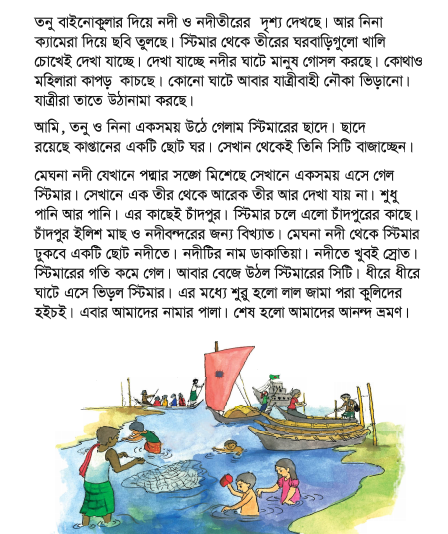 তনু বাইনোকুলার দিয়ে নদী ও নদীতীরের দৃশ্য দেখছে। আর নিনা
ক্যামেরা দিয়ে ছবি তুলছে। স্টিমার থেকে তীরের ঘরবাড়িগুলো খালি
চোখেই দেখা যাচ্ছে। দেখা যাচ্ছে নদীর ঘাটে মানুষ গোসল করছে। কোথাও
মহিলারা কাপড় কাচছে। কোনো ঘাটে আবার যাত্রীবাহী নৌকা ভিড়ানো।
যাত্রীরা তাতে উঠানামা করছে।
আমি, তনু ও নিনা একসময় উঠে গেলাম স্টিমারের ছাদে। ছাদে
রয়েছে কাপ্তানের একটি ছোট ঘর। সেখান থেকেই তিনি সিটি বাজাচ্ছেন।
মেঘনা নদী যেখানে পদ্মার সঙ্গে মিশেছে সেখানে একসময় এসে গেল
স্টিমার। সেখানে এক তীর থেকে আরেক তীর আর দেখা যায় না। শুধু
পানি আর পানি। এর কাছেই চাঁদপুর। স্টিমার চলে এলো চাঁদপুরের কাছে।
চাঁদপুর ইলিশ মাছ ও নদীবন্দরের জন্য বিখ্যাত। মেঘনা নদী থেকে স্টিমার
ঢুকবে একটি ছোট নদীতে। নদীটির নাম ডাকাতিয়া। নদীতে খুবই স্রোত।
স্টিমারের গতি কমে গেল। আবার বেজে উঠল স্টিমারের সিটি। ধীরে ধীরে
ঘাটে এসে ভিড়ল স্টিমার। এর মধ্যে শুরু হলো লাল জামা পরা কুলিদের
হইচই। এবার আমাদের নামার পালা। শেষ হলো আমাদের আনন্দ ভ্রমণ।